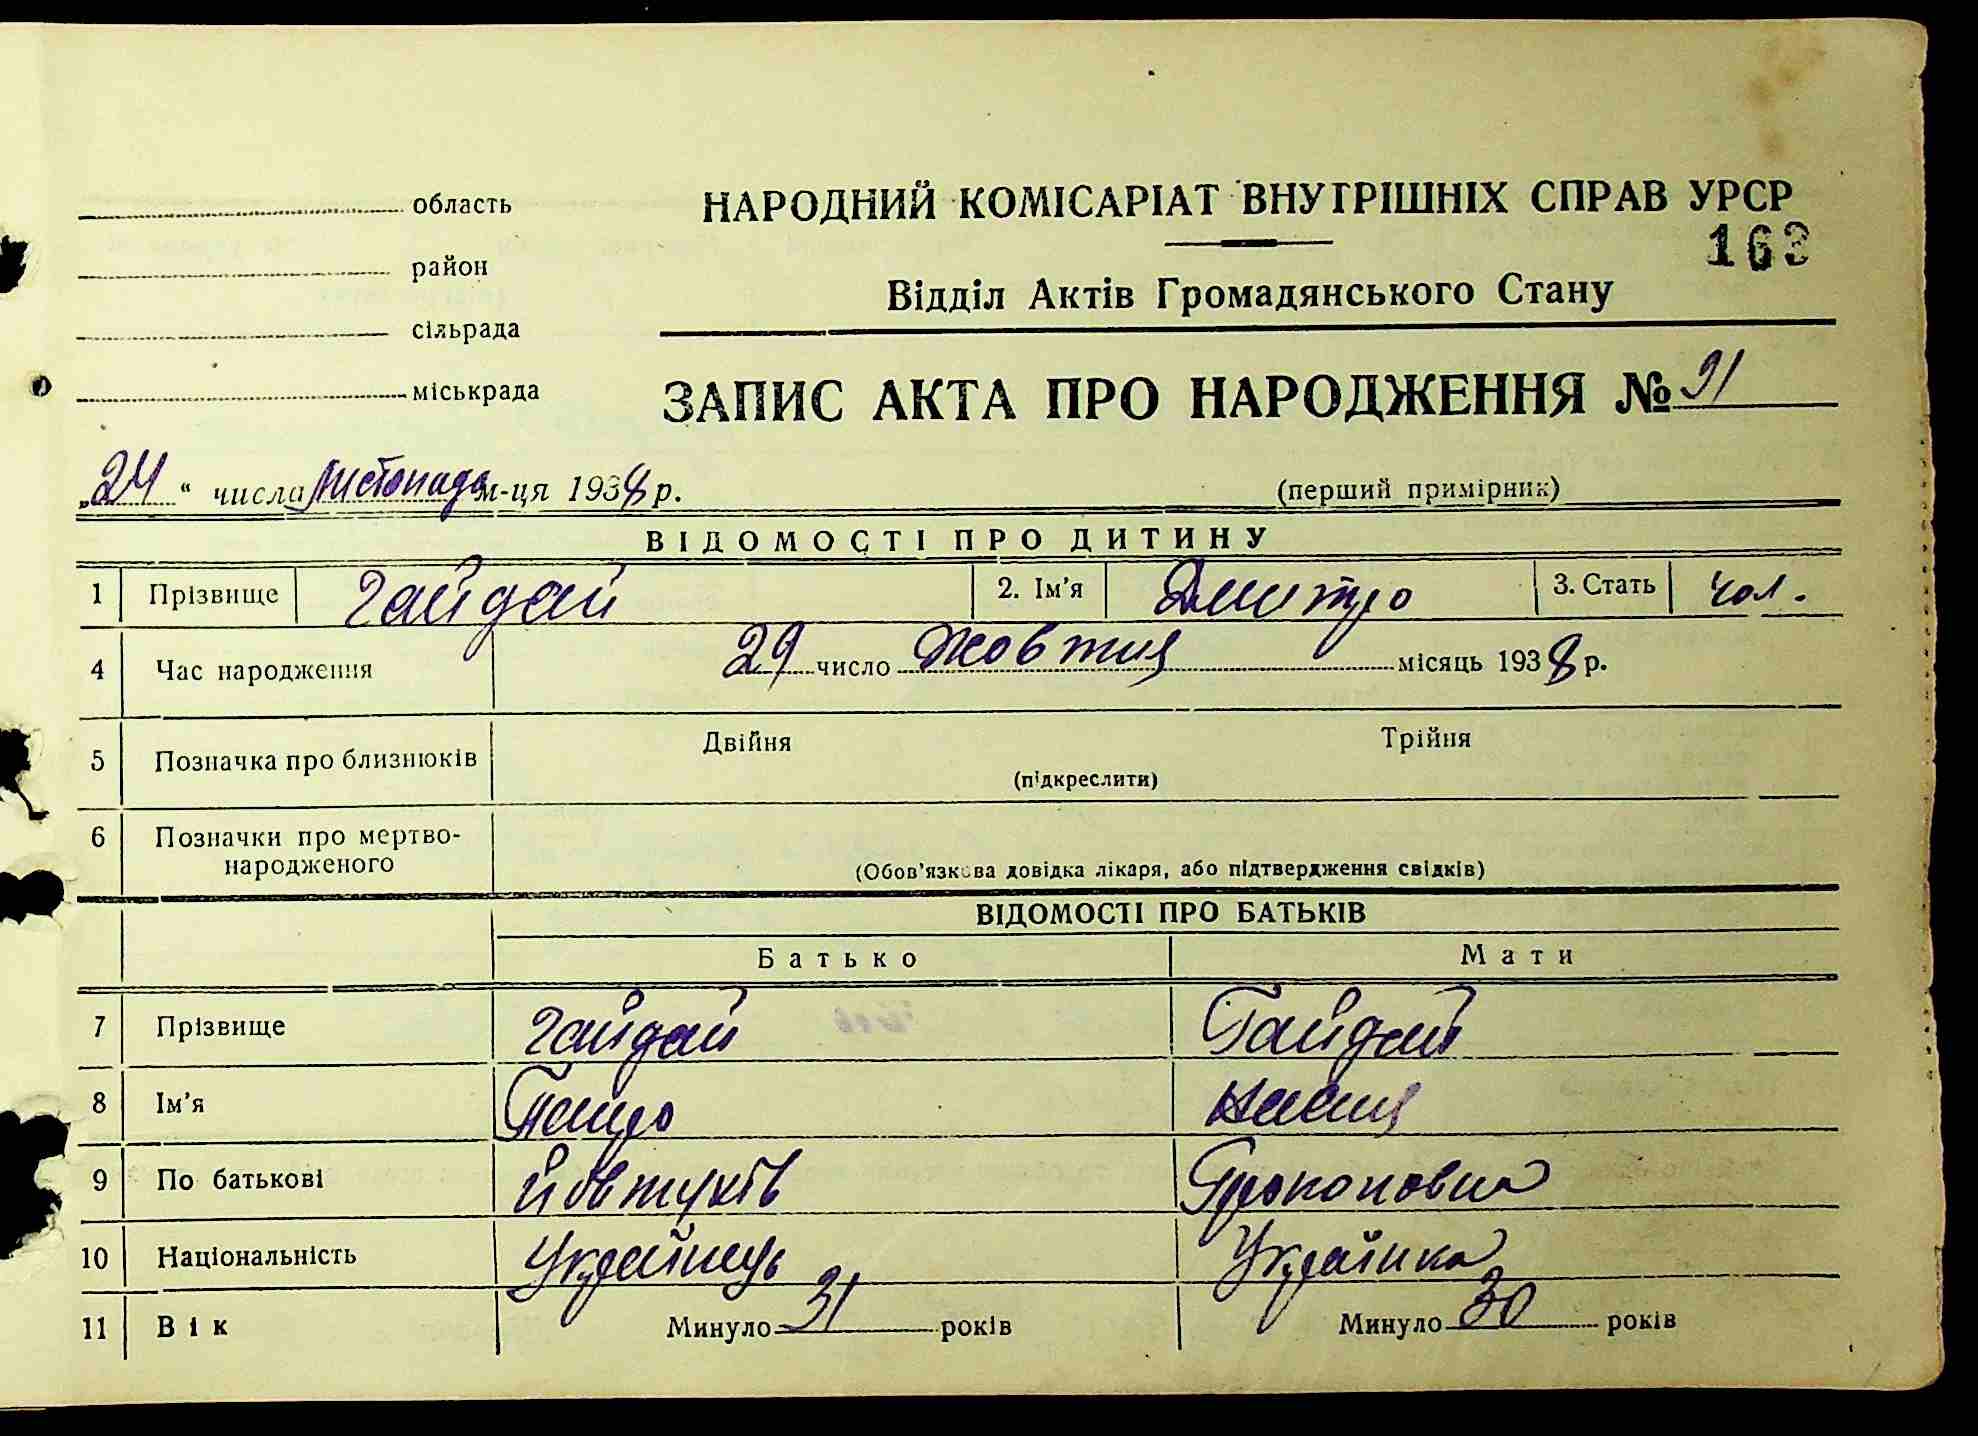 область
район
сільрада
міськрада
НАРОДНИЙ КОМІСАРІАТ ВНУТРІШНІХ СПРАВ УРСР
163
Відділ Актів Громадянського Стану
ЗАПИС АКТА ПРО НАРОДЖЕННЯ № 91
„24“ числа листопада м-ця 1938 р.
(перший примірник)
ВІДОМОСТІ ПРО ДИТИНУ
1 Прізвище Гайдай 2. Ім'я Дмитро 3. Стать чол.
4 Час народження 29 число жовтня місяць 1938 р.
5 Позначка про близнюків Двійня Трійня
(підкреслити)
6 Позначки про мертво-
народженого
(Обов'язкова довідка лікаря, або підтвердження свідків)
ВІДОМОСТІ ПРО БАТЬКІВ
Батько Мати
7 Прізвище Гайдай Гайдай
8 Ім'я Петро
9 По батькові Йовтухів Прокоповна
10 Національність Українець Українка
11 Вік Минуло 31 років Минуло 30 років